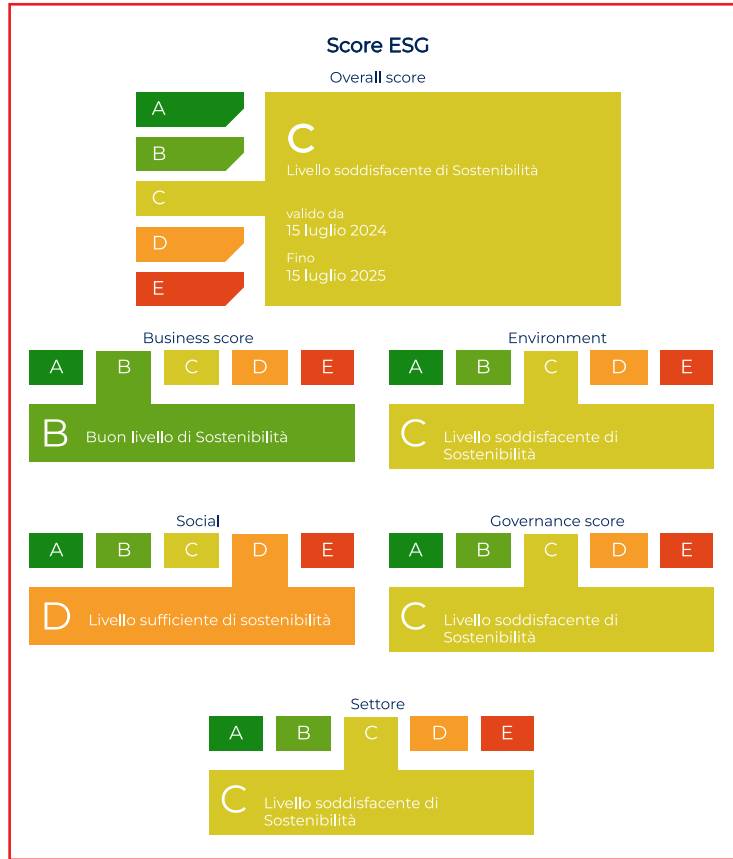 Score ESG
Overall score
A
B
C
D
E
C
Livello soddisfacente di Sostenibilità
valido da
15 luglio 2024
Fino
15 luglio 2025
Business score
A B C D E
B Buon livello di Sostenibilità
Environment
A B C D E
C Livello soddisfacente di
Sostenibilità
Social
A B C D E
D Livello sufficiente di sostenibilità
Governance score
A B C D E
C Livello soddisfacente di
Sostenibilità
Settore
A B C D E
C Livello soddisfacente di
Sostenibilità